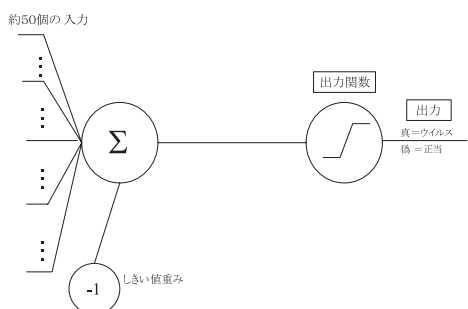 約50個の入力
出力関数
出力
真=ウイルス
偽 =正当
Σ
しきい値重み
-1